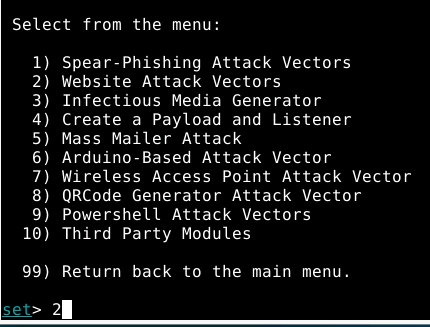 Select from the menu:
1) Spear-Phishing Attack Vectors
2) Website Attack Vectors
3) Infectious Media Generator
4) Create a Payload and Listener
5) Mass Mailer Attack
6) Arduino-Based Attack Vector
7) Wireless Access Point Attack Vector
8) QRCode Generator Attack Vector
9) Powershell Attack Vectors
10) Third Party Modules
99) Return back to the main menu.
set> 2